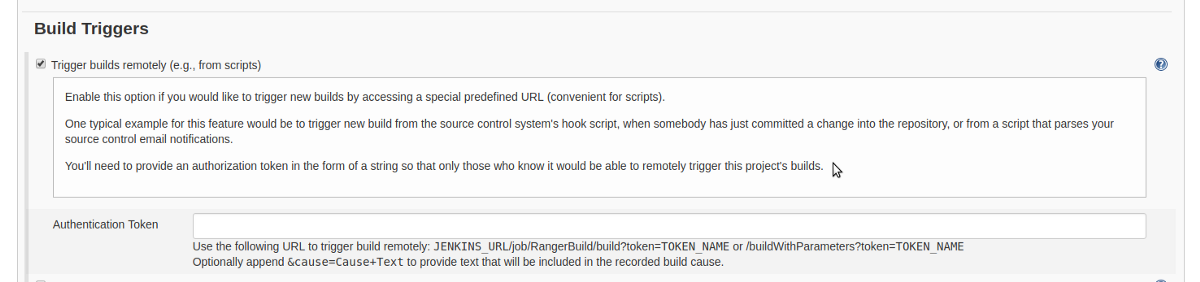 Build Triggers
Trigger builds remotely (e.g., from scripts)
Enable this option if you would like to trigger new builds by accessing a special predefined URL (convenient for scripts).
One typical example for this feature would be to trigger new build from the source control system's hook script, when somebody has just committed a change into the repository, or from a script that parses your
source control email notifications.
You'll need to provide an authorization token in the form of a string so that only those who know it would be able to remotely trigger this project's builds.
Authentication Token
Use the following URL to trigger build remotely: JENKINS_URL/job/RangerBuild/build?token=TOKEN_NAME or /buildWithParameters?token=TOKEN_NAME
Optionally append &cause=Cause+Text to provide text that will be included in the recorded build cause.